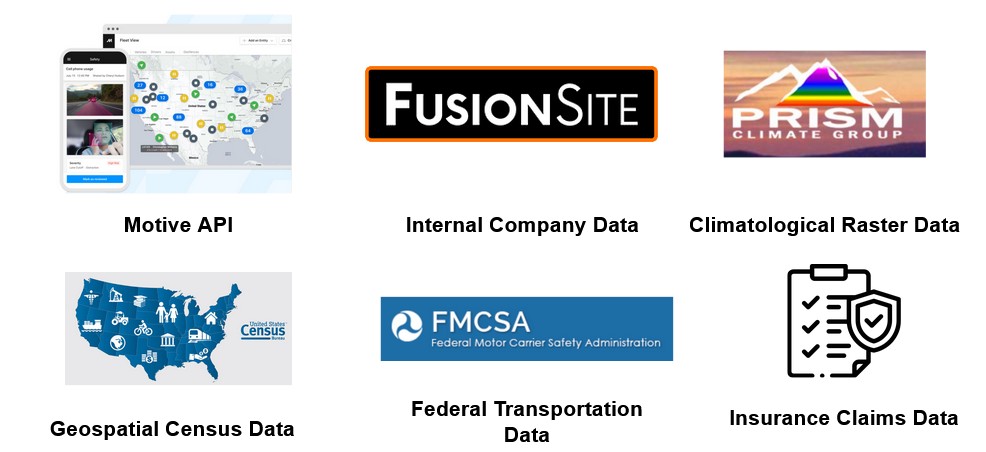 Fleet View
Safety
Cell phone usage
Motive API
FUSIONSITE
Internal Company Data
PRISM
CLIMATE GROUP
Climatological Raster Data
United States
Census
Bureau
Geospatial Census Data
FMCSA
Federal Motor Carrier Safety Administration
Federal Transportation
Data
Insurance Claims Data